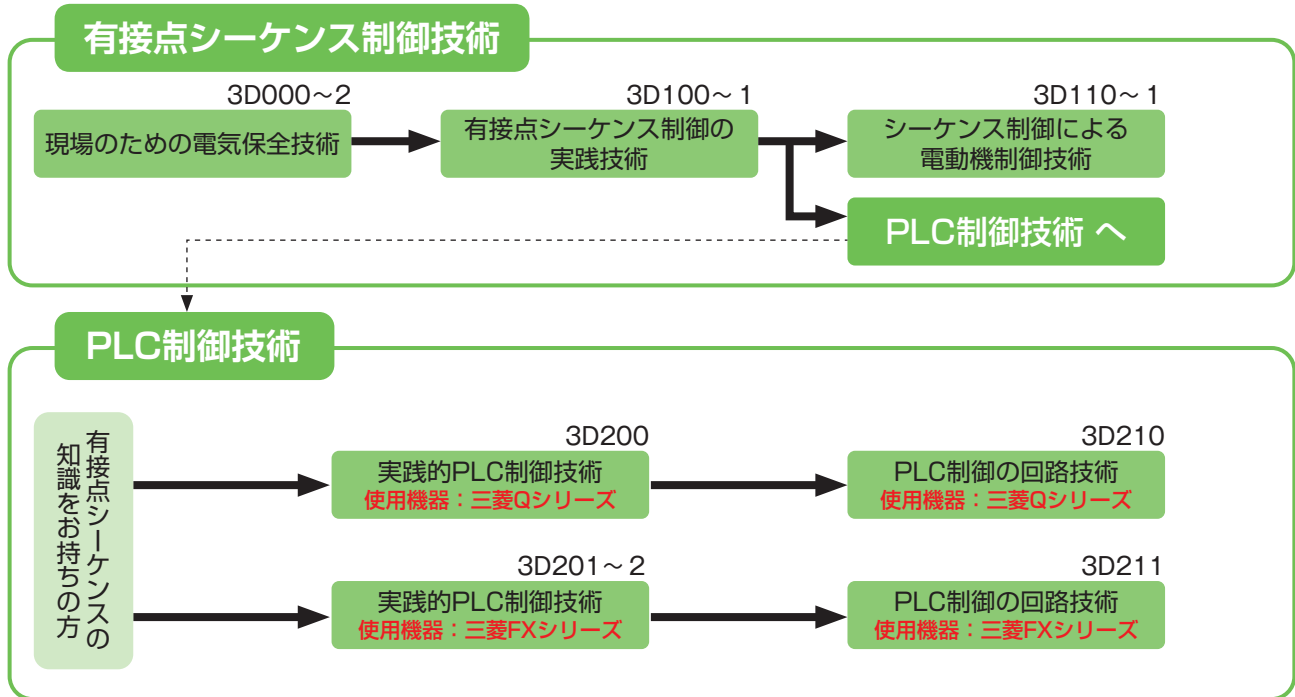 有接点シーケンス制御技術
3D000～2
現場のための電気保全技術
3D100～1
有接点シーケンス制御の
実践技術
3D110～1
シーケンス制御による
電動機制御技術
PLC制御技術 へ
PLC制御技術
有接点シーケンスの
知識をお持ちの方
3D200
実践的PLC制御技術
使用機器：三菱Qシリーズ
3D210
PLC制御の回路技術
使用機器：三菱Qシリーズ
3D201～2
実践的PLC制御技術
使用機器：三菱FXシリーズ
3D211
PLC制御の回路技術
使用機器：三菱FXシリーズ